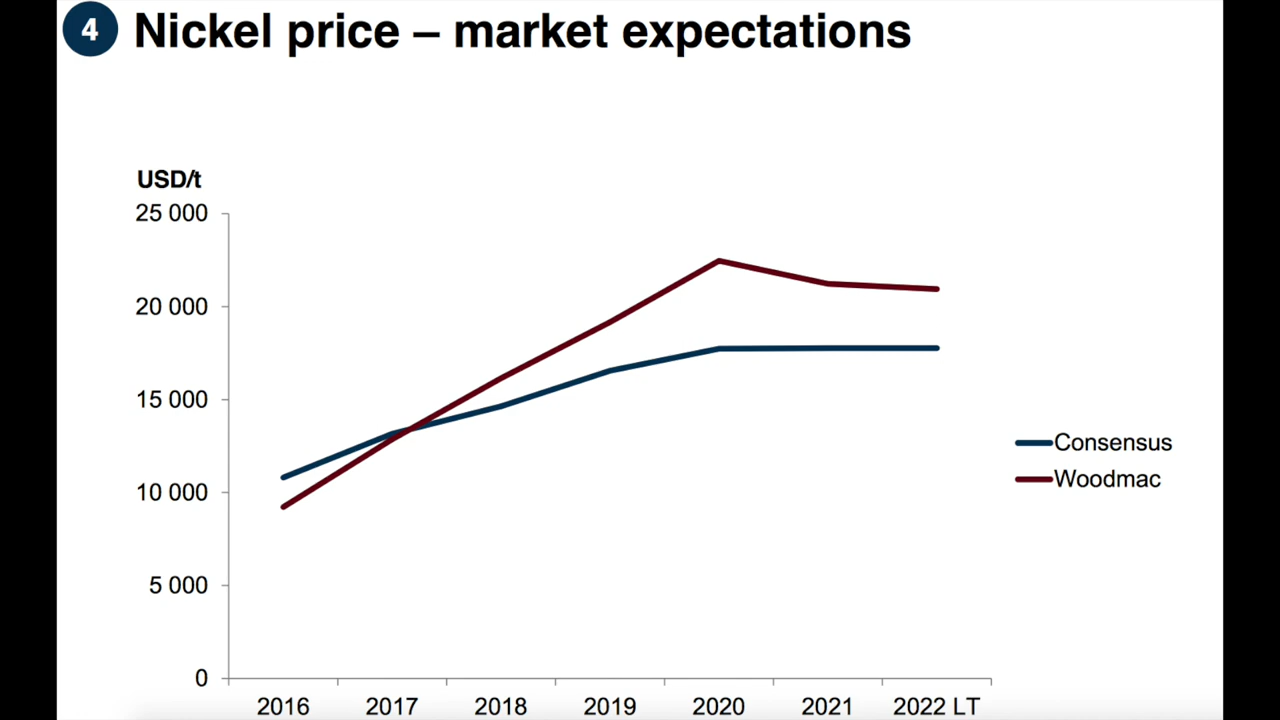 4 Nickel price – market expectations
USD/t
25 000
20 000
15 000
10 000
5 000
0
2016 2017 2018 2019 2020 2021 2022 LT
Consensus
Woodmac